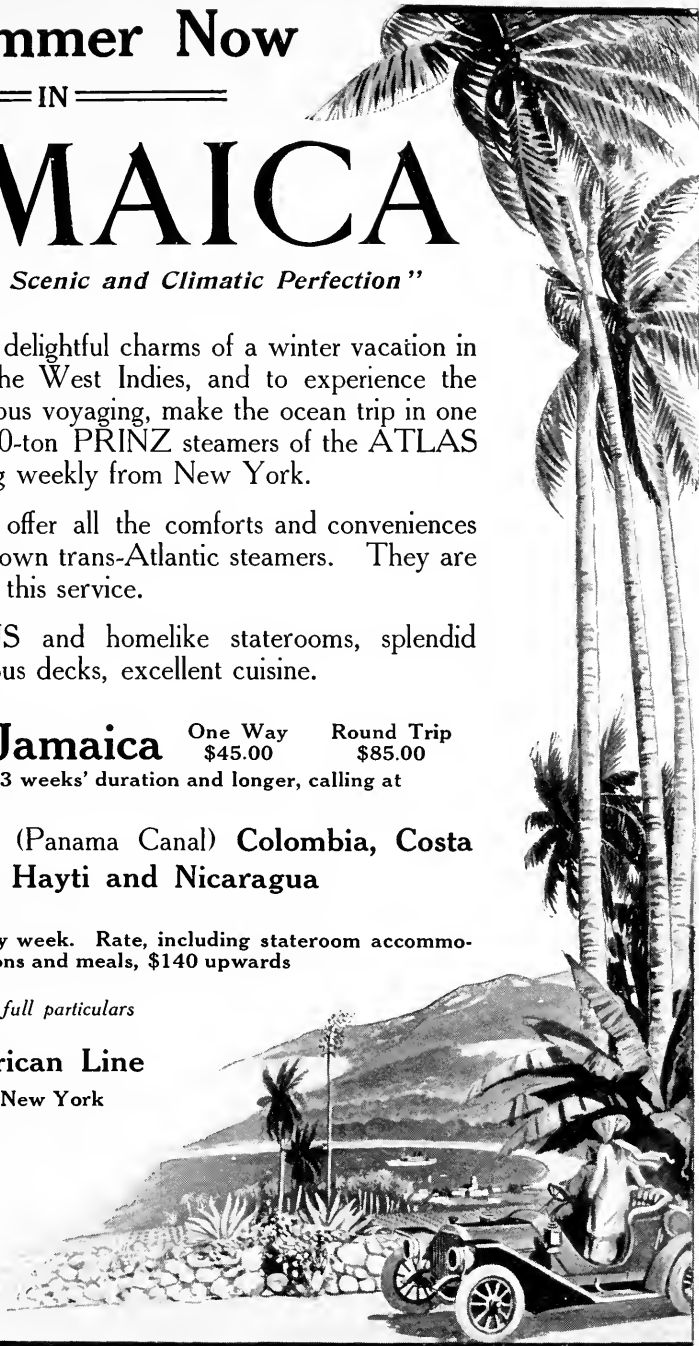 mmer Now
IN
MAICA
Scenic and Climatic Perfection"
delightful charms of a winter vacation in
he West Indies, and to experience the
ous voyaging, make the ocean trip in one
0-ton PRINZ steamers of the ATLAS
g weekly from New York.
offer all the comforts and conveniences
own trans-Atlantic steamers. They are
this service.
US and homelike staterooms, splendid
ous decks, excellent cuisine.
Jamaica One Way Round Trip
$45.00 $85.00
3 weeks' duration and longer, calling at
(Panama Canal) Colombia, Costa
Hayti and Nicaragua
y week. Rate, including stateroom accommo-
ons and meals, $140 upwards
full particulars
rican Line
New York